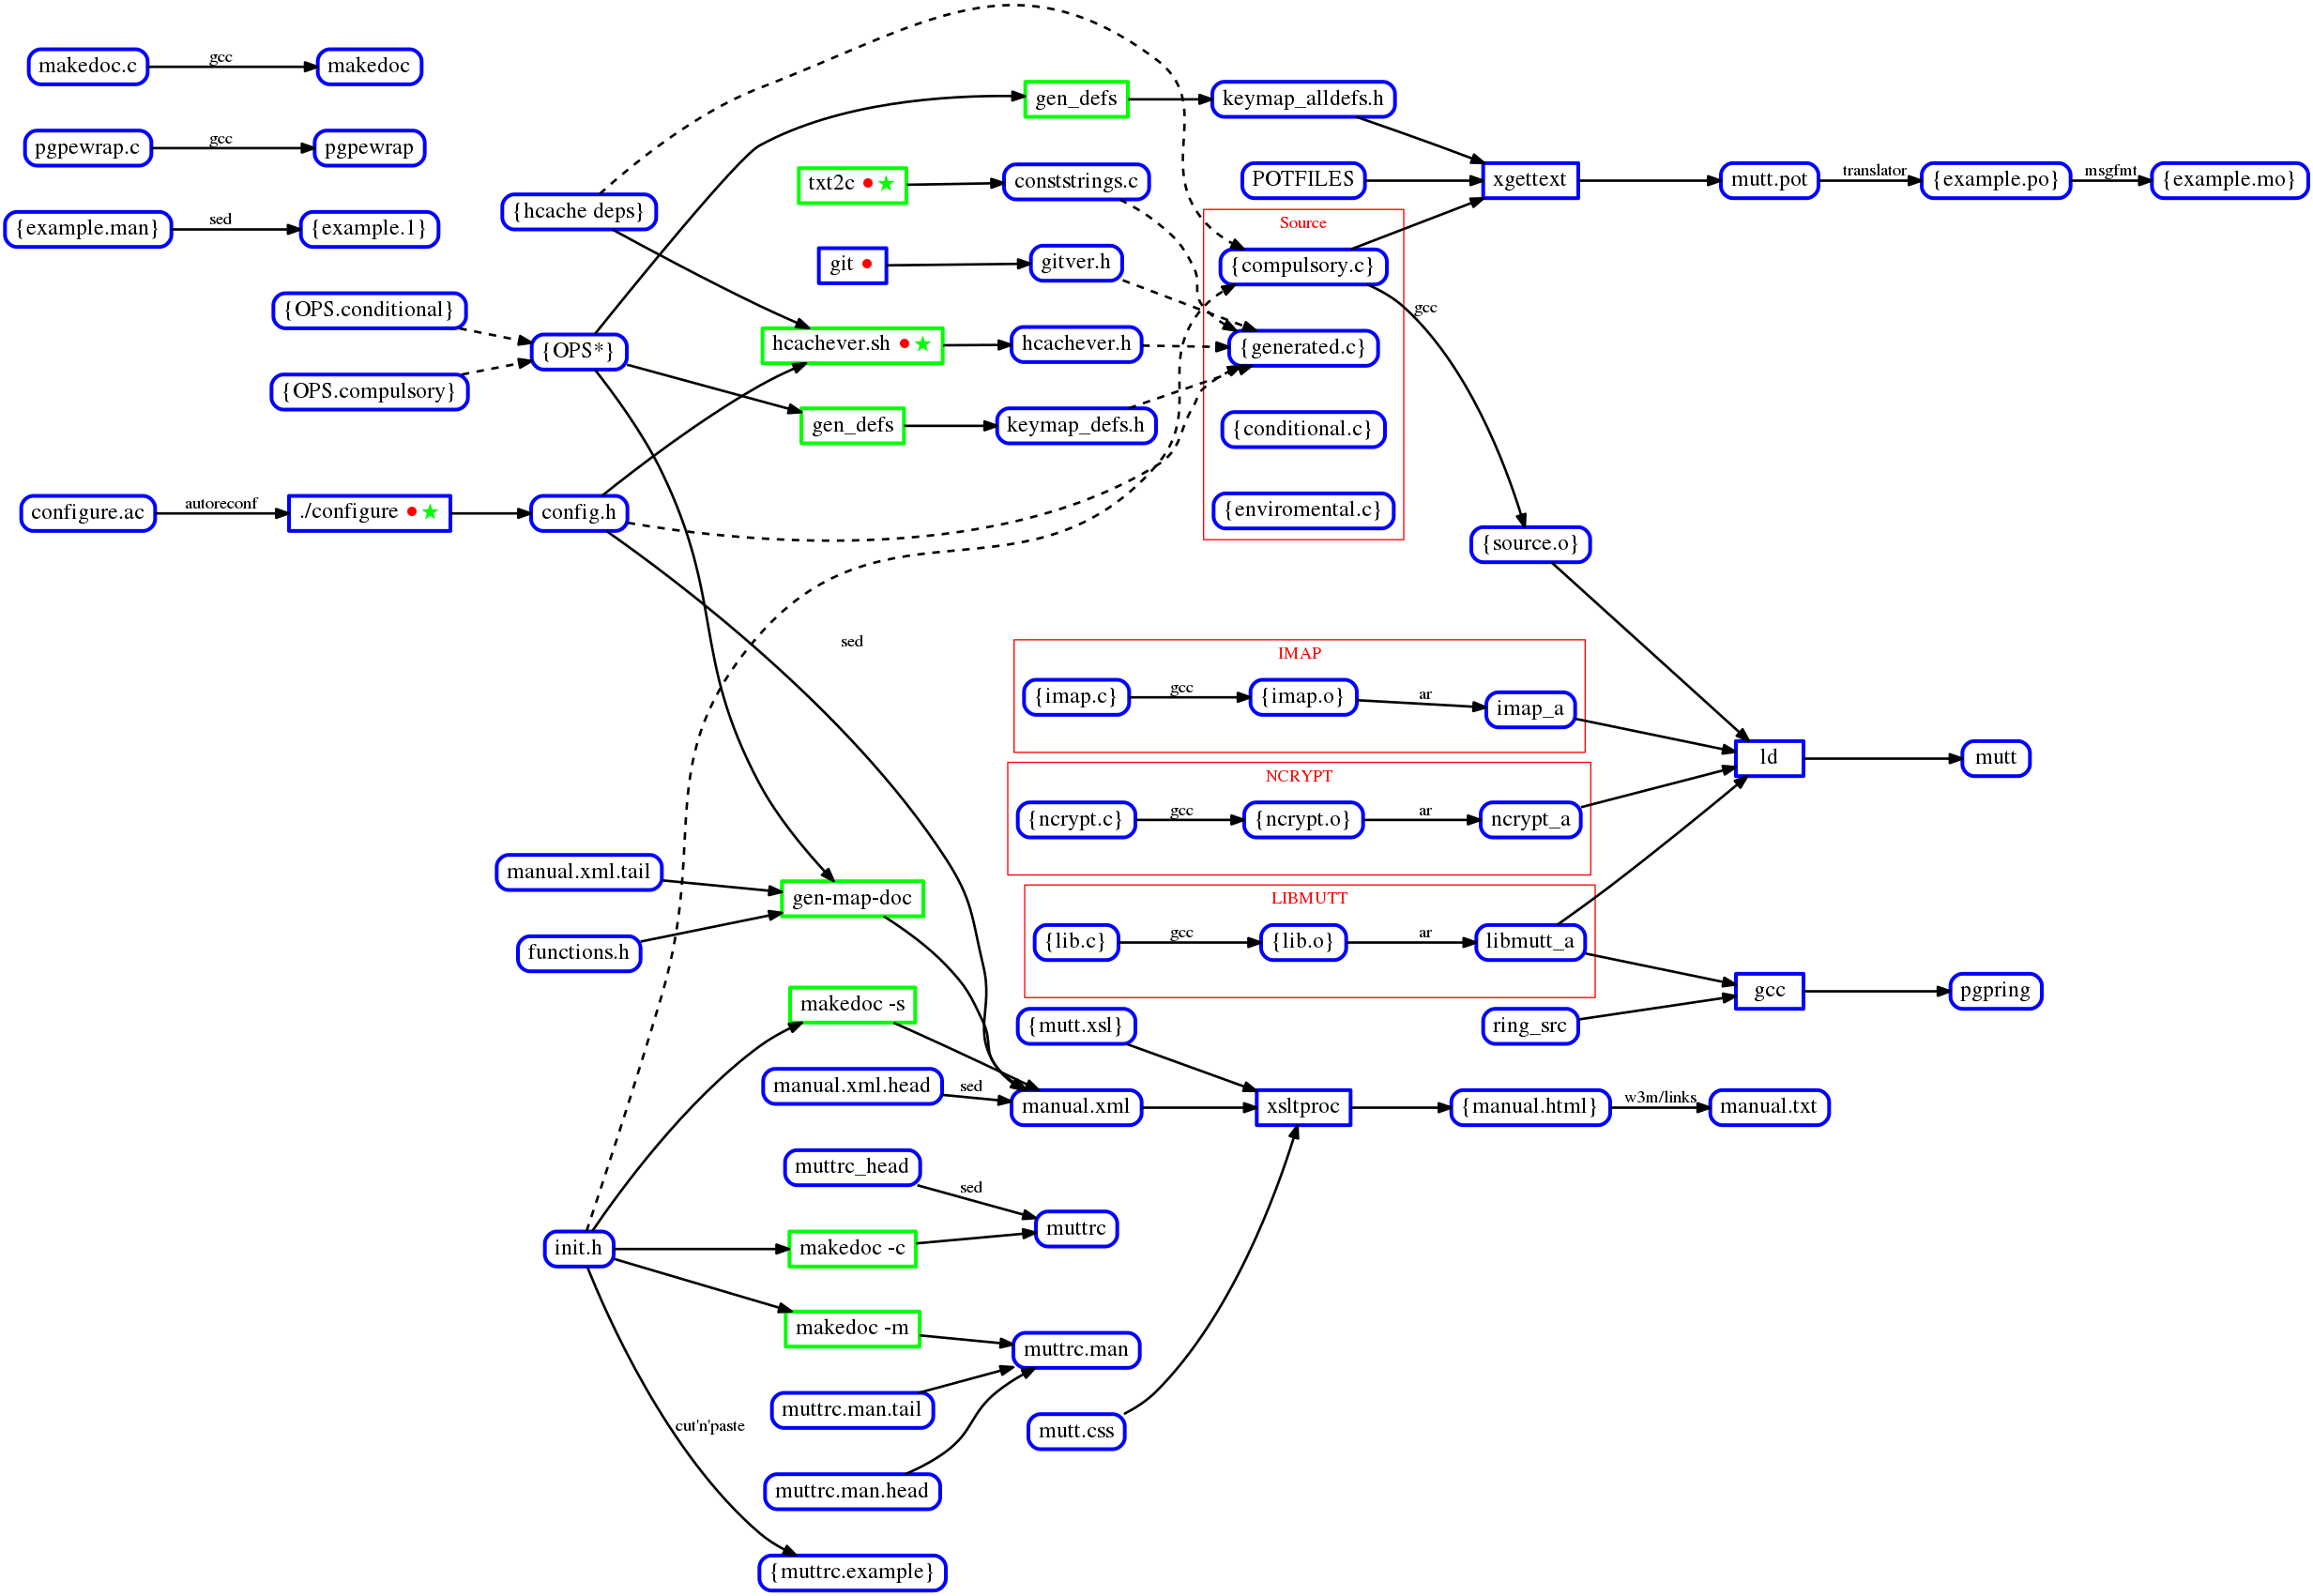 makedoc.c
gcc
makedoc
pgpewrap.c
gcc
pgpewrap
{example.man}
sed
{example.1}
{OPS.conditional}
{OPS.compulsory}
configure.ac
autoreconf
./configure
{hcache deps}
{OPS*}
config.h
gen_defs
keymap_alldefs.h
txt2c
conststrings.c
POTFILES
xgettext
mutt.pot
translator
{example.po}
msgfmt
{example.mo}
git
gitver.h
hcachever.sh
hcachever.h
gen_defs
keymap_defs.h
Source
{compulsory.c}
{generated.c}
{conditional.c}
{enviromental.c}
gcc
{source.o}
sed
IMAP
{imap.c}
gcc
{imap.o}
ar
imap_a
NCRYPT
{ncrypt.c}
gcc
{ncrypt.o}
ar
ncrypt_a
LIBMUTT
{lib.c}
gcc
{lib.o}
ar
libmutt_a
ld
mutt
gcc
pgpring
ring_src
manual.xml.tail
functions.h
gen-map-doc
makedoc -s
{mutt.xsl}
manual.xml.head
sed
manual.xml
xsltproc
{manual.html}
w3m/links
manual.txt
muttrc_head
sed
init.h
makedoc -c
muttrc
makedoc -m
muttrc.man
muttrc.man.tail
mutt.css
cut'n'paste
muttrc.man.head
{muttrc.example}